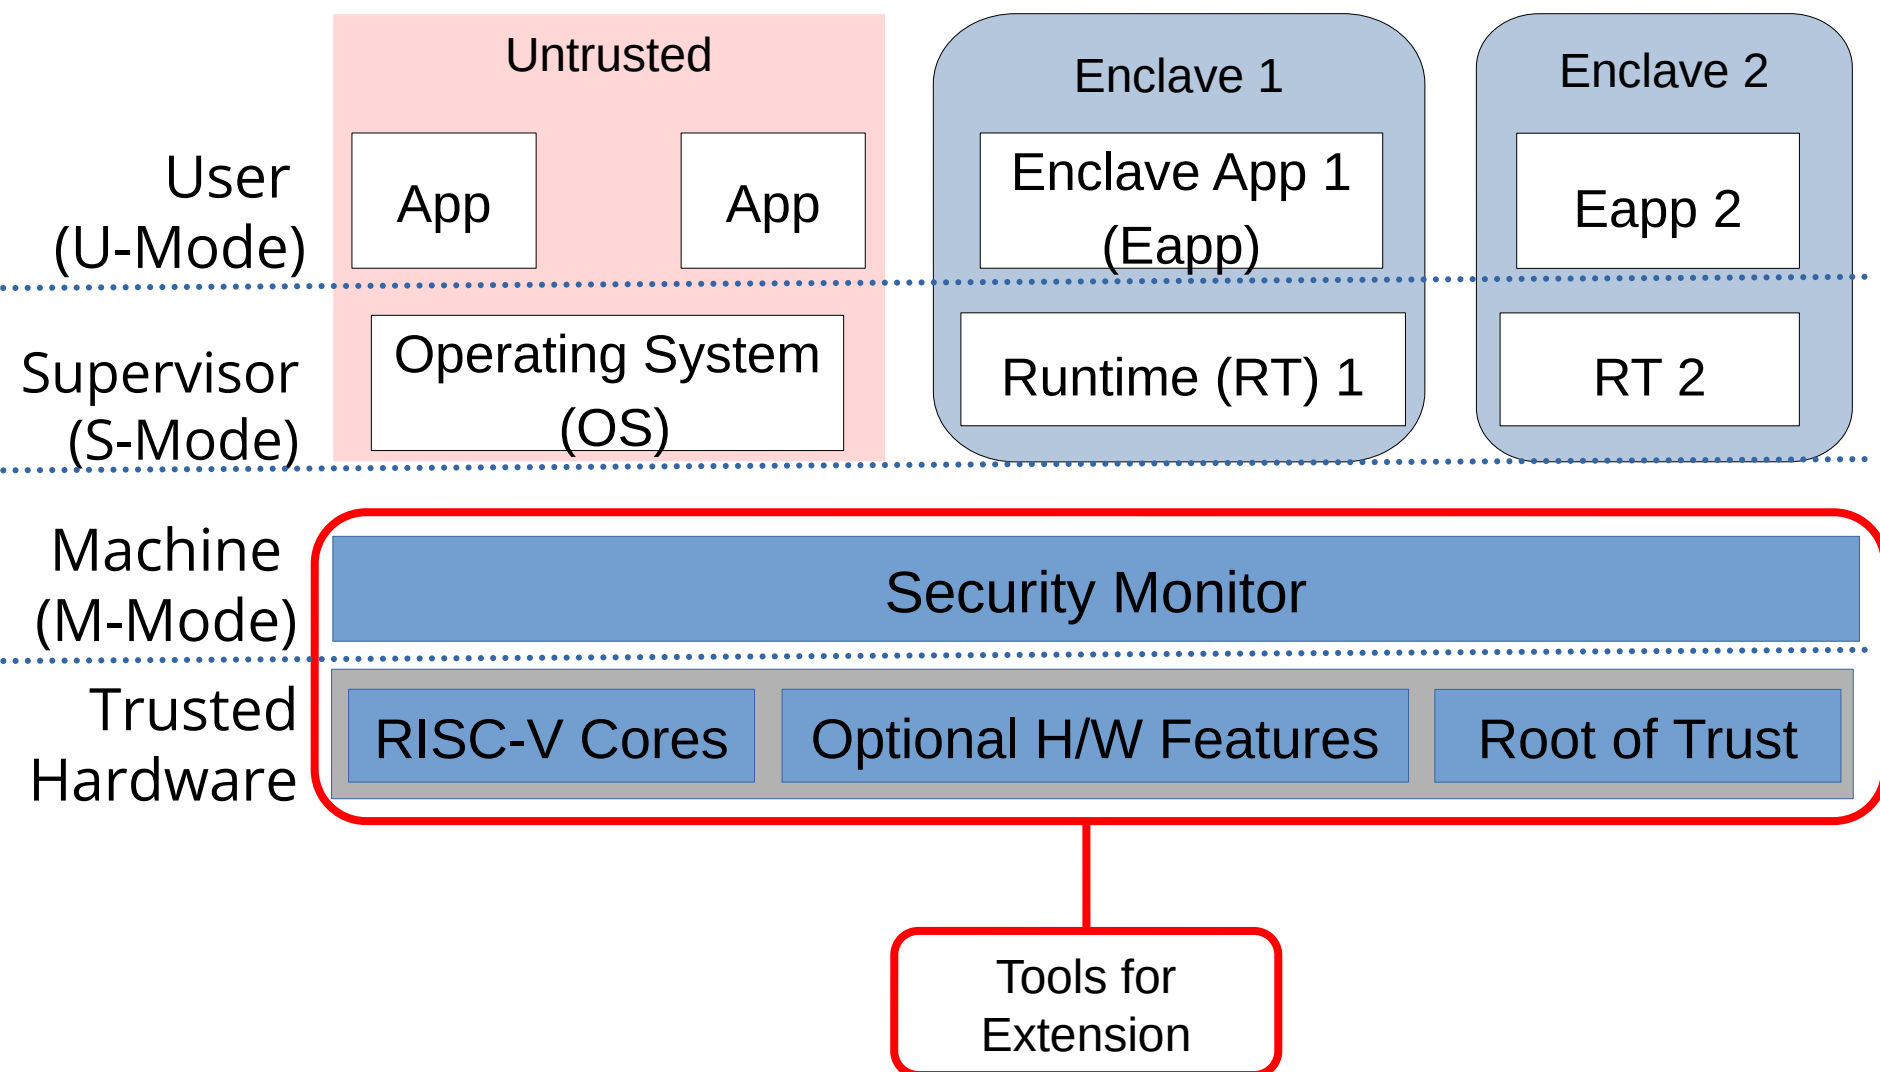 Untrusted
Enclave 1
Enclave 2
User
(U-Mode)
App
App
Enclave App 1
(Eapp)
Eapp 2
Supervisor
(S-Mode)
Operating System
(OS)
Runtime (RT) 1
RT 2
Machine
(M-Mode)
Security Monitor
Trusted
Hardware
RISC-V Cores
Optional H/W Features
Root of Trust
Tools for
Extension